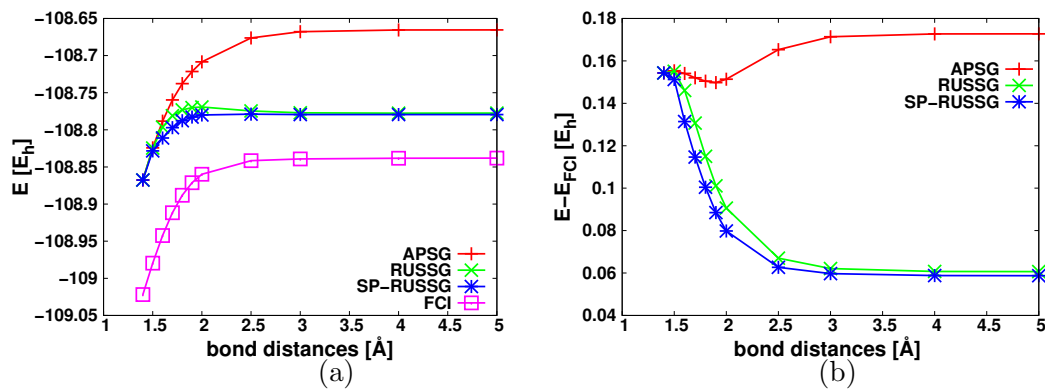 -108.65
-108.7
-108.75
-108.8
-108.85
-108.9
-108.95
-109
-109.05
E [E_h]
1 1.5 2 2.5 3 3.5 4 4.5 5
bond distances [Å]
APSG
RUSSG
SP-RUSSG
FCI
(a)
0.18
0.16
0.14
0.12
0.1
0.08
0.06
0.04
E-E_FCI [E_h]
1 1.5 2 2.5 3 3.5 4 4.5 5
bond distances [Å]
APSG
RUSSG
SP-RUSSG
(b)